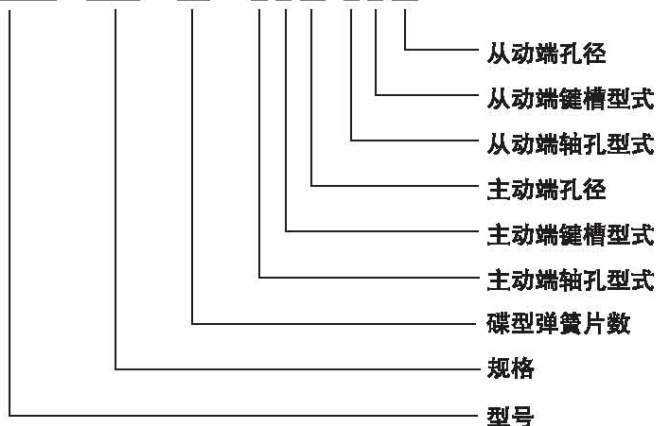 从动端孔径
从动端键槽型式
从动端轴孔型式
主动端孔径
主动端键槽型式
主动端轴孔型式
碟型弹簧片数
规格
型号